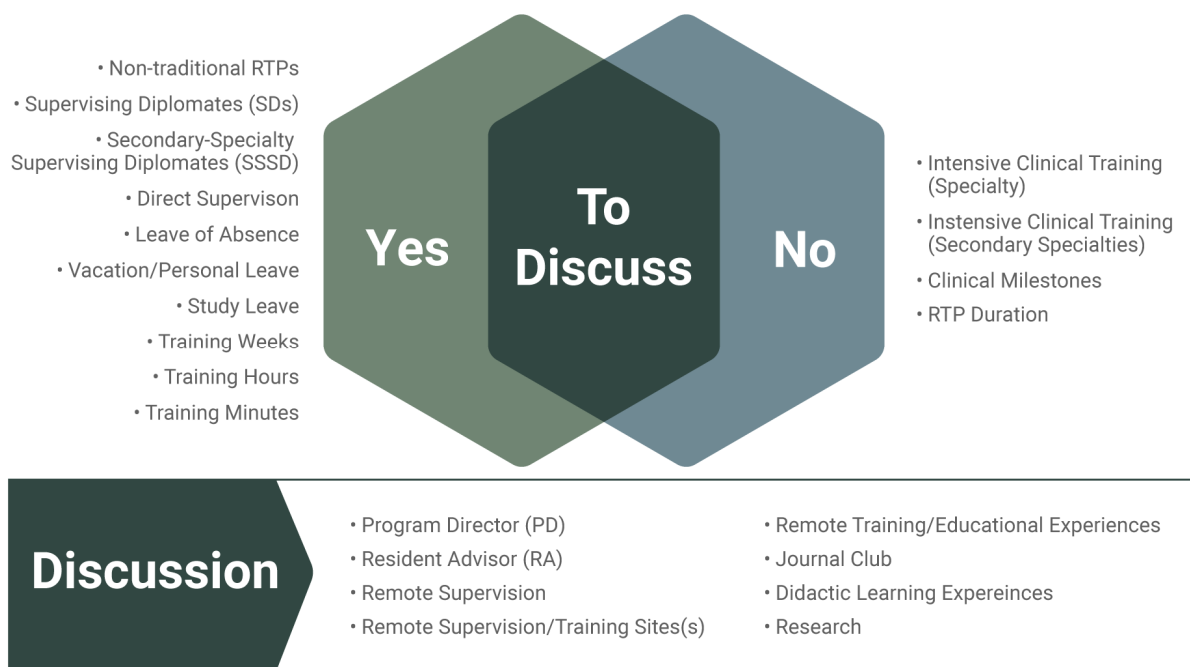 • Non-traditional RTPs
• Supervising Diplomates (SDs)
• Secondary-Specialty
Supervising Diplomates (SSSD)
• Direct Supervison
• Leave of Absence
• Vacation/Personal Leave
• Study Leave
• Training Weeks
• Training Hours
• Training Minutes
Yes
To
Discuss
No
• Intensive Clinical Training
(Specialty)
• Instensive Clinical Training
(Secondary Specialties)
• Clinical Milestones
• RTP Duration
Discussion
• Program Director (PD)
• Resident Advisor (RA)
• Remote Supervision
• Remote Supervision/Training Sites(s)
• Remote Training/Educational Experiences
• Journal Club
• Didactic Learning Expereinces
• Research